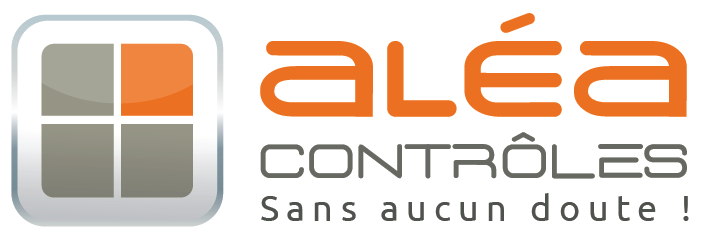 aléa
CONTRÔLES
Sans aucun doute !